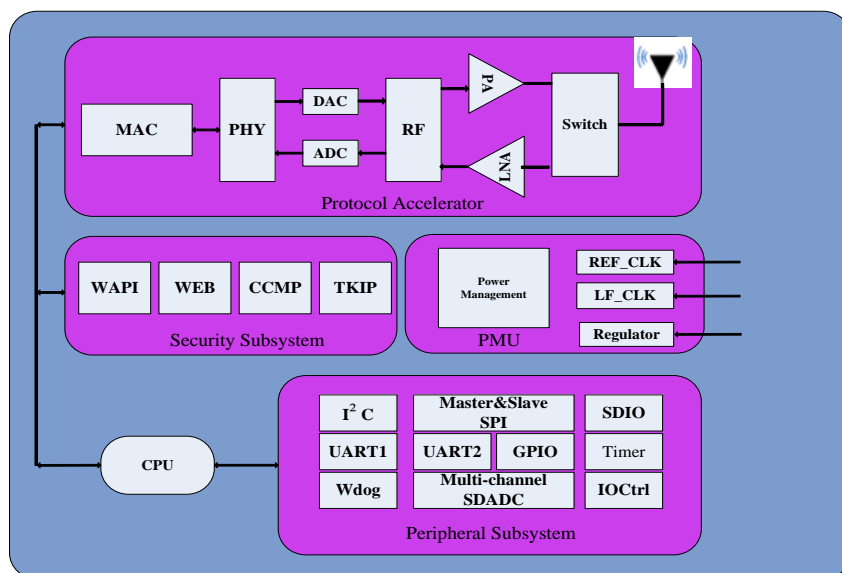 MAC
PHY
DAC
ADC
RF
PA
LNA
Switch
Protocol Accelerator
WAPI
WEB
CCMP
TKIP
Security Subsystem
Power
Management
REF_CLK
LF_CLK
Regulator
PMU
CPU
I² C
Master&Slave
SPI
SDIO
UART1
UART2
GPIO
Timer
Wdog
Multi-channel
SDADC
IOCtrl
Peripheral Subsystem